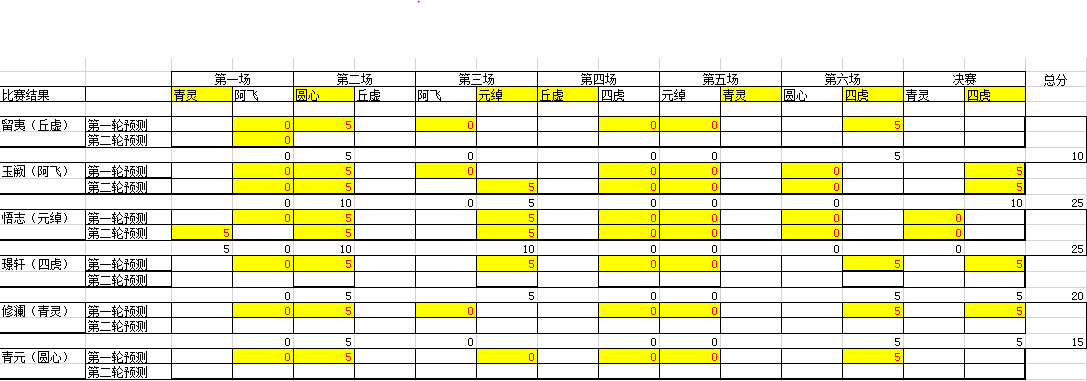 第一场 第二场 第三场 第四场 第五场 第六场 决赛 总分
比赛结果 青灵 阿飞 圆心 丘虚 阿飞 元绰 丘虚 四虎 元绰 青灵 圆心 四虎 青灵 四虎
留夷（丘虚） 第一轮预测 0 5 0 0 0 5
第二轮预测 0
0 5 0 0 0 5 10
玉阙（阿飞） 第一轮预测 0 5 0 0 0 0 5
第二轮预测 0 5 5 0 0 0 5
0 10 0 5 0 0 0 10 25
悟志（元绰） 第一轮预测 0 5 5 0 0 0 0
第二轮预测 5 5 5 0 0 0 0
5 0 10 10 0 0 0 0 25
璟轩（四虎） 第一轮预测 0 5 5 0 0 5 5
第二轮预测
0 5 5 0 0 5 5 20
修澜（青灵） 第一轮预测 0 5 0 0 0 5 5
第二轮预测
0 5 0 0 0 5 5 15
青元（圆心） 第一轮预测 0 5 0 0 0 5
第二轮预测